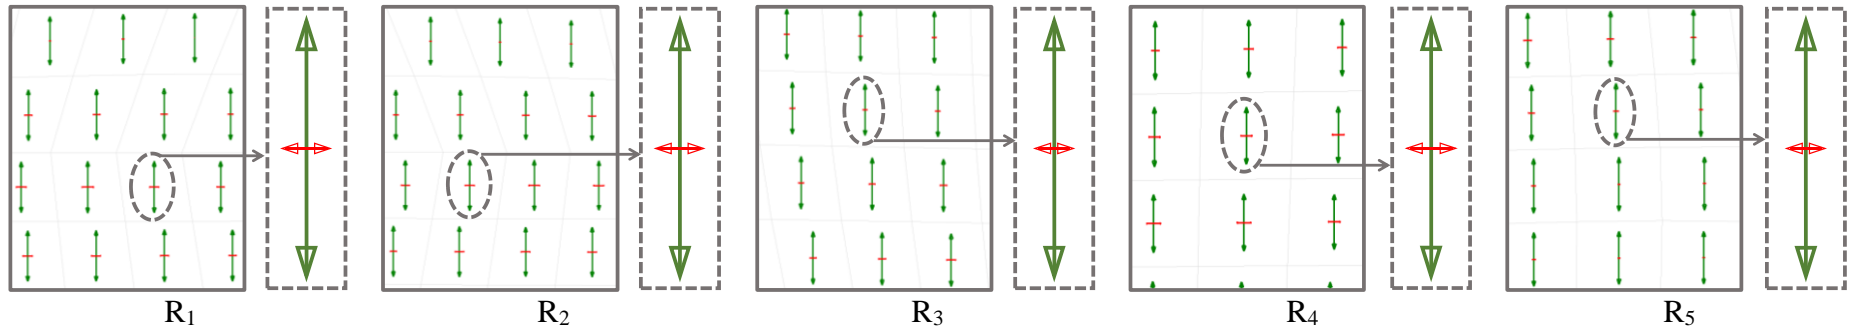 R₁ R₂ R₃ R₄ R₅